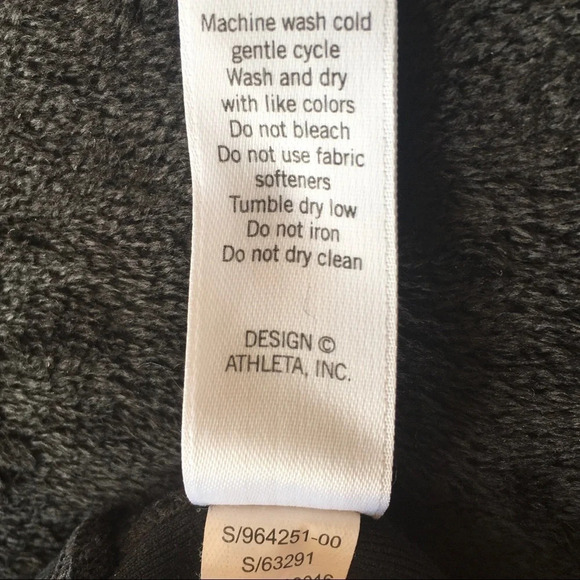 Machine wash cold
gentle cycle
Wash and dry
with like colors
Do not bleach
Do not use fabric
softeners
Tumble dry low
Do not iron
Do not dry clean
DESIGN ©
ATHLETA, INC.
S/964251-00
S/63291